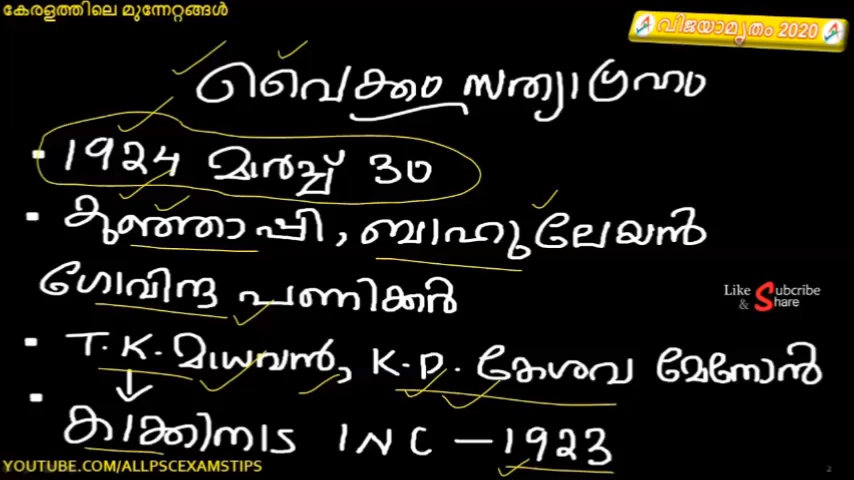 കേരളത്തിലെ മുന്നേറ്റങ്ങൾ
വിജയാമൃതം 2020
വൈക്കം സത്യാഗ്രഹം
1924 മാർച്ച് 30
കുഞ്ഞാപ്പി, ബാഹുലേയൻ
ഗോവിന്ദ പണിക്കർ
Like Subcribe
& Share
T.K. മാധവൻ, K.P. കേശവ മേനോൻ
കാക്കിനാട INC - 1923
YOUTUBE.COM/ALLPSCEXAMSTIPS
2